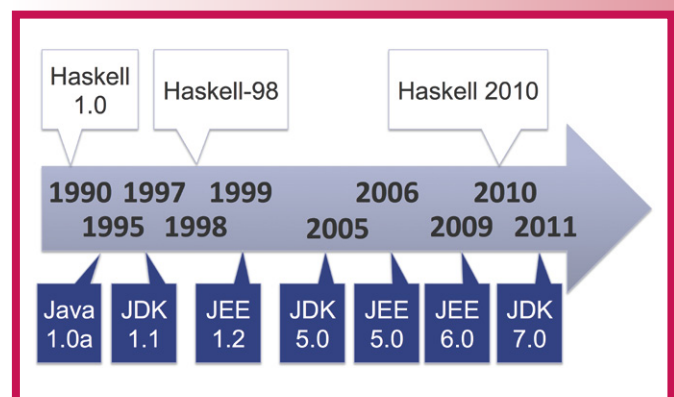 Haskell
1.0
Haskell-98
Haskell 2010
1990 1997 1999 2006 2010
1995 1998 2005 2009 2011
Java
1.0a
JDK
1.1
JEE
1.2
JDK
5.0
JEE
5.0
JEE
6.0
JDK
7.0